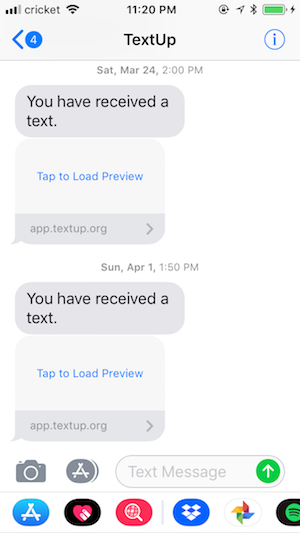 cricket 11:20 PM
4 TextUp
Sat, Mar 24, 2:00 PM
You have received a
text.
Tap to Load Preview
app.textup.org
Sun, Apr 1, 1:50 PM
You have received a
text.
Tap to Load Preview
app.textup.org
Text Message